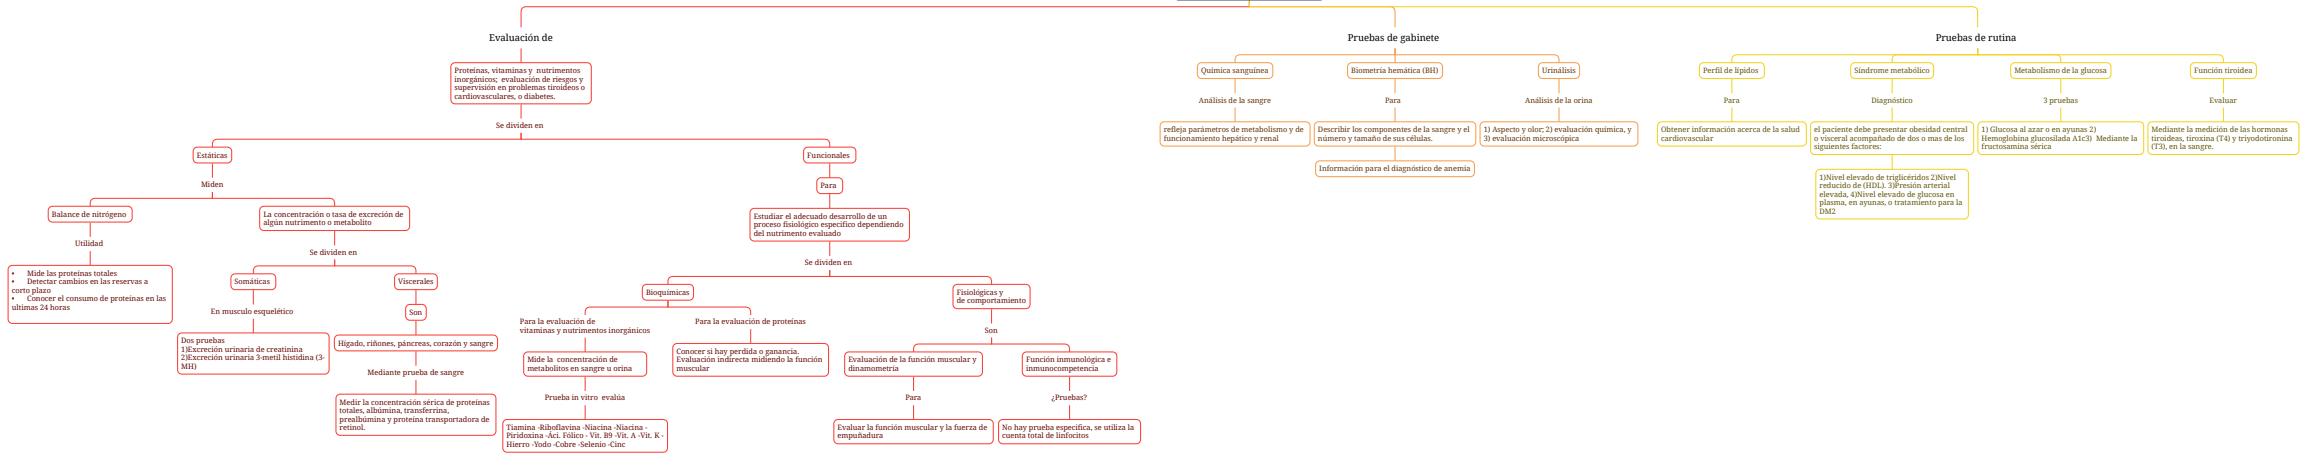 Evaluación de
Proteínas, vitaminas y nutrimentos
inorgánicos; evaluación de riesgos y
supervisión en problemas tiroideos o
cardiovasculares, o diabetes.
Se dividen en
Estáticas
Miden
Balance de nitrógeno
Utilidad
• Mide las proteínas totales
• Detectar cambios en las reservas a
corto plazo
• Conocer el consumo de proteínas en las
ultimas 24 horas
La concentración o tasa de excreción de
algún nutrimento o metabolito
Se dividen en
Somáticas
En musculo esquelético
Dos pruebas
1)Excreción urinaria de creatinina
2)Excreción urinaria 3-metil histidina (3-
MH)
Viscerales
Son
Hígado, riñones, páncreas, corazón y sangre
Mediante prueba de sangre
Medir la concentración sérica de proteínas
totales, albúmina, transferrina,
prealbúmina y proteína transportadora de
retinol.
Funcionales
Para
Estudiar el adecuado desarrollo de un
proceso fisiológico específico dependiendo
del nutrimento evaluado
Se dividen en
Bioquímicas
Para la evaluación de
vitaminas y nutrimentos inorgánicos
Mide la concentración de
metabolitos en sangre u orina
Prueba in vitro evalúa
Tiamina -Riboflavina -Niacina -Niacina -
Piridoxina -Áci. Fólico - Vit. B9 -Vit. A -Vit. K -
Hierro -Yodo -Cobre -Selenio -Cinc
Para la evaluación de proteínas
Conocer si hay perdida o ganancia.
Evaluación indirecta midiendo la función
muscular
Fisiológicas y
de comportamiento
Son
Evaluación de la función muscular y
dinamometría
Para
Evaluar la función muscular y la fuerza de
empuñadura
Función inmunológica e
inmunocompetencia
¿Pruebas?
No hay prueba especifica, se utiliza la
cuenta total de linfocitos
Pruebas de gabinete
Química sanguínea
Análisis de la sangre
refleja parámetros de metabolismo y de
funcionamiento hepático y renal
Biometría hemática (BH)
Para
Describir los componentes de la sangre y el
número y tamaño de sus células.
Información para el diagnóstico de anemia
Urinálisis
Análisis de la orina
1) Aspecto y olor; 2) evaluación química, y
3) evaluación microscópica
Pruebas de rutina
Perfil de lípidos
Para
Obtener información acerca de la salud
cardiovascular
Síndrome metabólico
Diagnóstico
el paciente debe presentar obesidad central
o visceral acompañado de dos o mas de los
siguientes factores:
1)Nivel elevado de triglicéridos 2)Nivel
reducido de (HDL). 3)Presión arterial
elevada, 4)Nivel elevado de glucosa en
plasma, en ayunas, o tratamiento para la
DM2
Metabolismo de la glucosa
3 pruebas
1) Glucosa al azar o en ayunas 2)
Hemoglobina glucosilada A1c3) Mediante la
fructosamina sérica
Función tiroidea
Evaluar
Mediante la medición de las hormonas
tiroideas, tiroxina (T4) y triyodotironina
(T3), en la sangre.